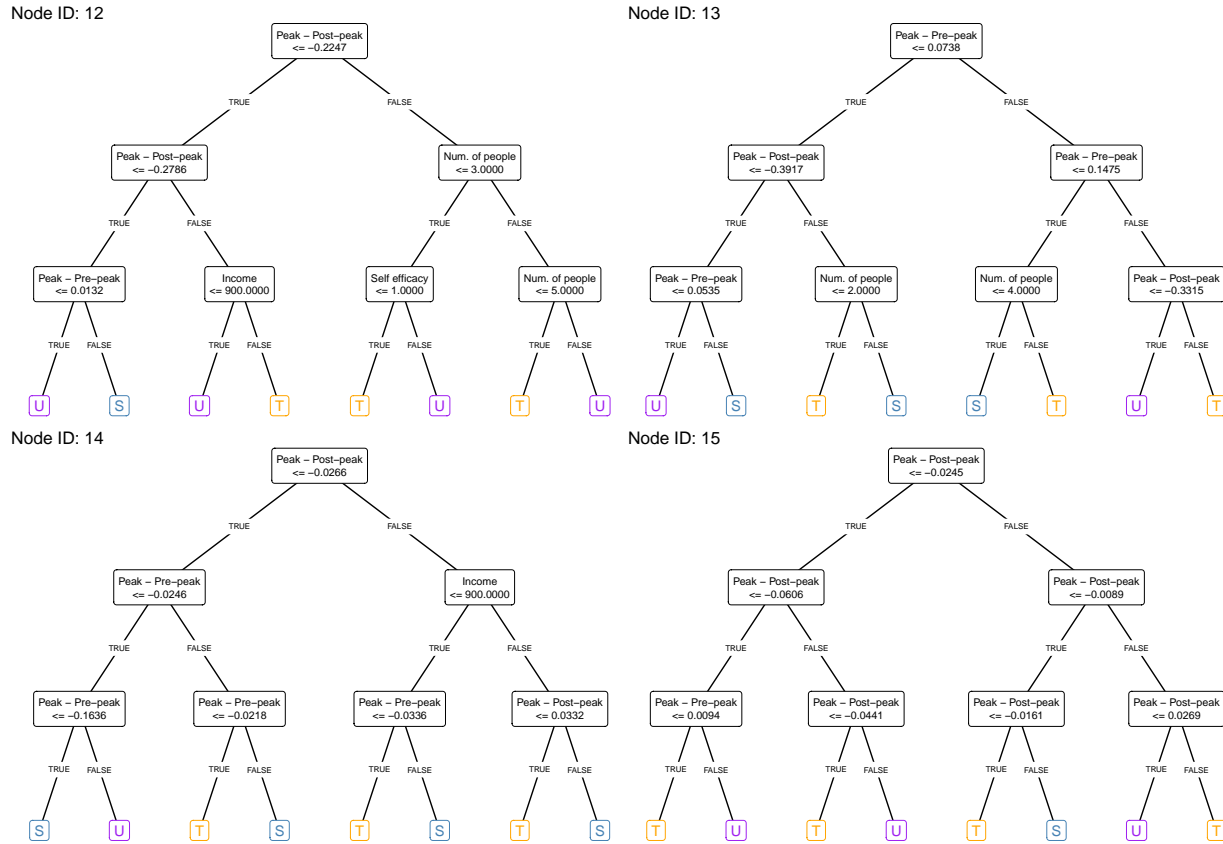 Node ID: 12
Peak − Post−peak
<= −0.2247
TRUE
FALSE
Peak − Post−peak
<= −0.2786
Num. of people
<= 3.0000
TRUE
FALSE
TRUE
FALSE
Peak − Pre−peak
<= 0.0132
Income
<= 900.0000
Self efficacy
<= 1.0000
Num. of people
<= 5.0000
TRUE
FALSE
TRUE
FALSE
TRUE
FALSE
TRUE
FALSE
U
S
U
T
T
U
T
U
Node ID: 13
Peak − Pre−peak
<= 0.0738
TRUE
FALSE
Peak − Post−peak
<= −0.3917
Peak − Pre−peak
<= 0.1475
TRUE
FALSE
TRUE
FALSE
Peak − Pre−peak
<= 0.0535
Num. of people
<= 2.0000
Num. of people
<= 4.0000
Peak − Post−peak
<= −0.3315
TRUE
FALSE
TRUE
FALSE
TRUE
FALSE
TRUE
FALSE
U
S
T
S
S
T
U
T
Node ID: 14
Peak − Post−peak
<= −0.0266
TRUE
FALSE
Peak − Pre−peak
<= −0.0246
Income
<= 900.0000
TRUE
FALSE
TRUE
FALSE
Peak − Pre−peak
<= −0.1636
Peak − Pre−peak
<= −0.0218
Peak − Pre−peak
<= −0.0336
Peak − Post−peak
<= 0.0332
TRUE
FALSE
TRUE
FALSE
TRUE
FALSE
TRUE
FALSE
S
U
T
S
T
S
T
S
Node ID: 15
Peak − Post−peak
<= −0.0245
TRUE
FALSE
Peak − Post−peak
<= −0.0606
Peak − Post−peak
<= −0.0089
TRUE
FALSE
TRUE
FALSE
Peak − Pre−peak
<= 0.0094
Peak − Post−peak
<= −0.0441
Peak − Post−peak
<= −0.0161
Peak − Post−peak
<= 0.0269
TRUE
FALSE
TRUE
FALSE
TRUE
FALSE
TRUE
FALSE
T
U
T
U
T
S
U
T